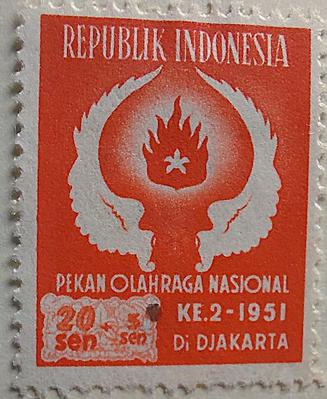 REPUBLIK INDONESIA
PEKAN OLAHRAGA NASIONAL
KE.2-1951
Di DJAKARTA
20 + 5
sen sen